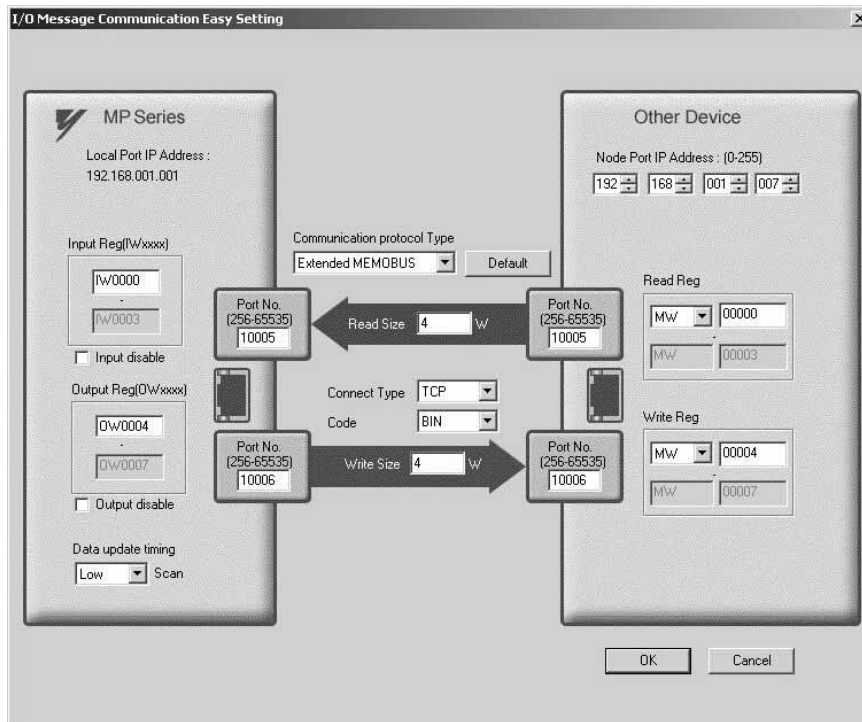 I/O Message Communication Easy Setting
MP Series
Local Port IP Address :
192.168.001.001
Input Reg(IWxxxx)
IW0000
-
IW0003
Input disable
Output Reg(OWxxxx)
OW0004
-
OW0007
Output disable
Data update timing
Low Scan
Communication protocol Type
Extended MEMOBUS Default
Port No.
(256-65535)
10005
Read Size 4 W
Port No.
(256-65535)
10005
Connect Type TCP
Code BIN
Port No.
(256-65535)
10006
Write Size 4 W
Port No.
(256-65535)
10006
Other Device
Node Port IP Address : (0-255)
192 168 001 007
Read Reg
MW 00000
-
MW 00003
Write Reg
MW 00004
-
MW 00007
OK Cancel